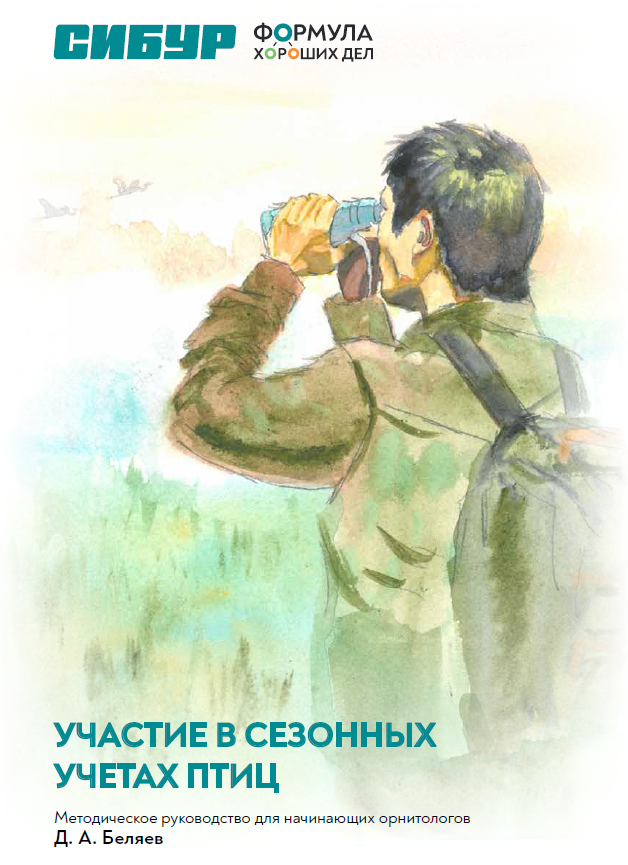 СИБУР
ФОРМУЛА
ХОРОШИХ ДЕЛ
УЧАСТИЕ В СЕЗОННЫХ
УЧЕТАХ ПТИЦ
Методическое руководство для начинающих орнитологов
Д. А. Беляев